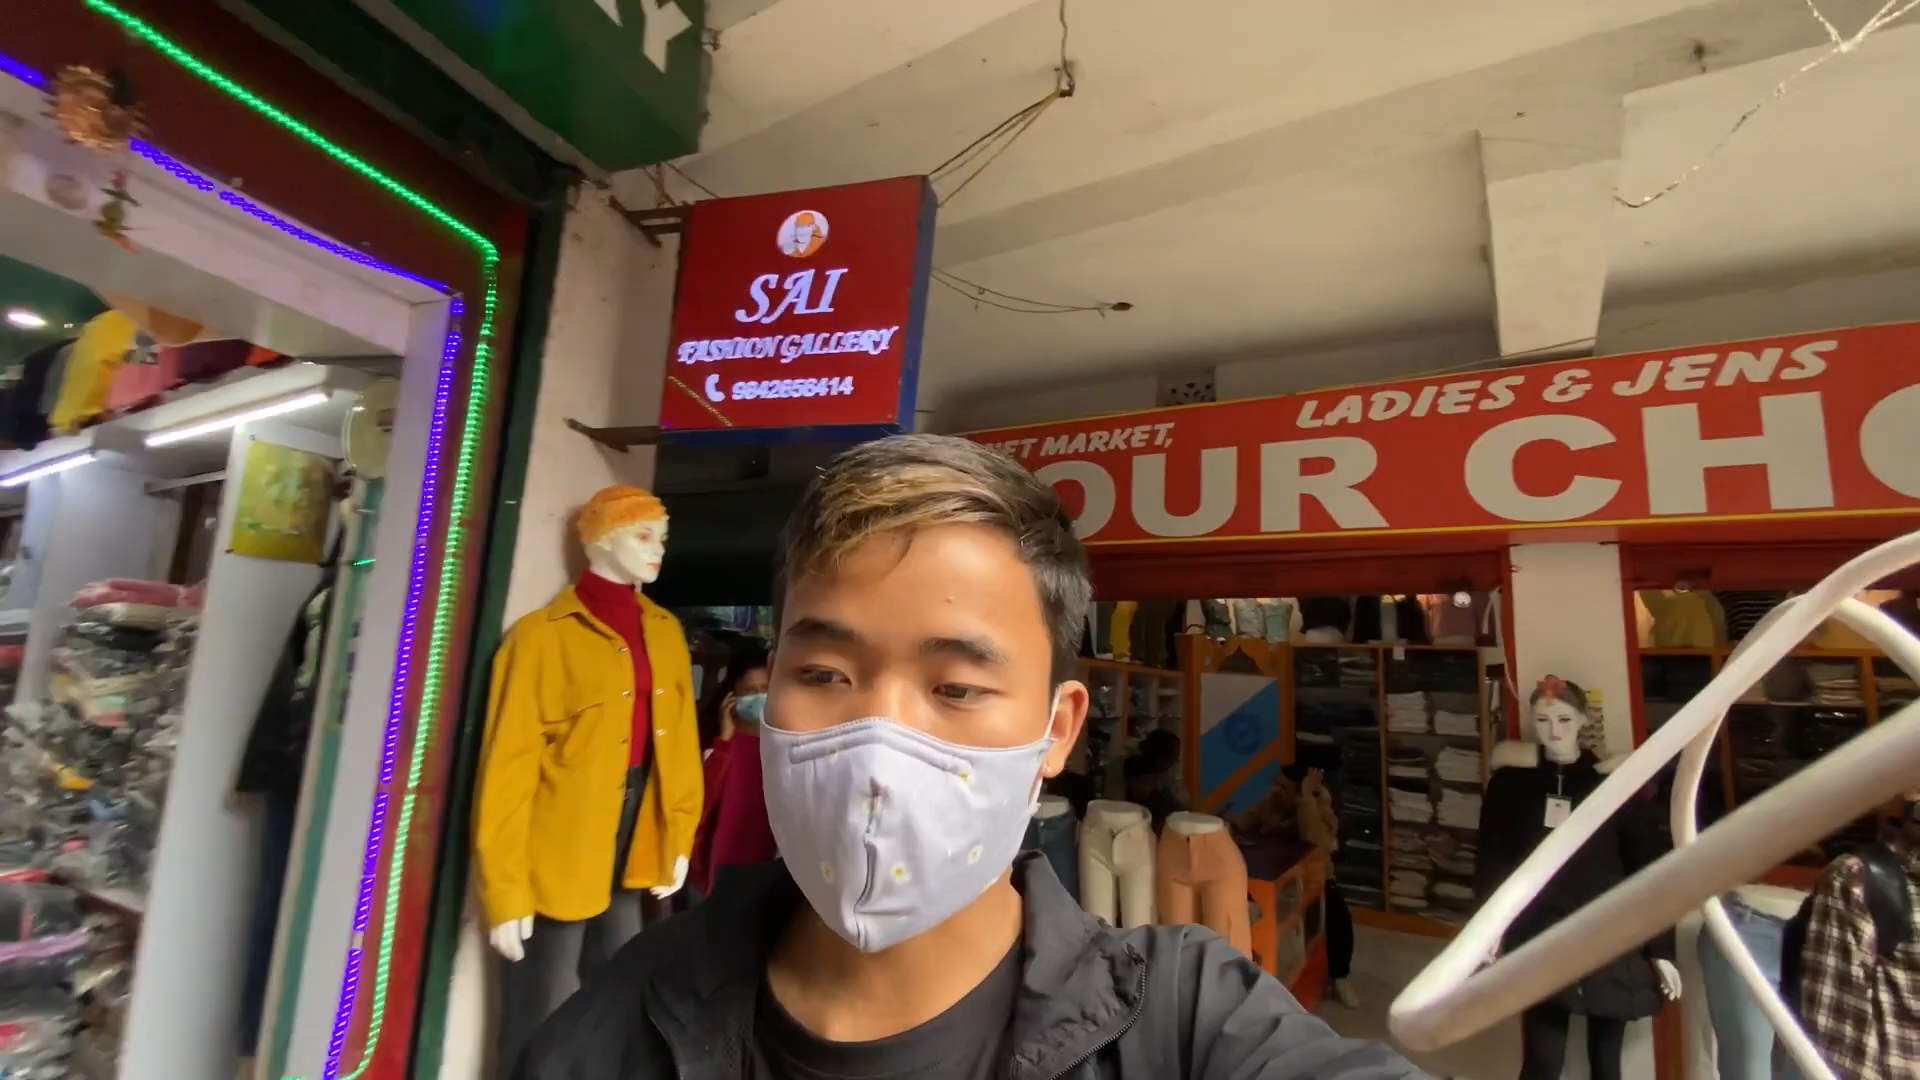 Y
SAI
FASHION GALLERY
9842656414
LADIES & JENS
MARKET,
OUR CHO